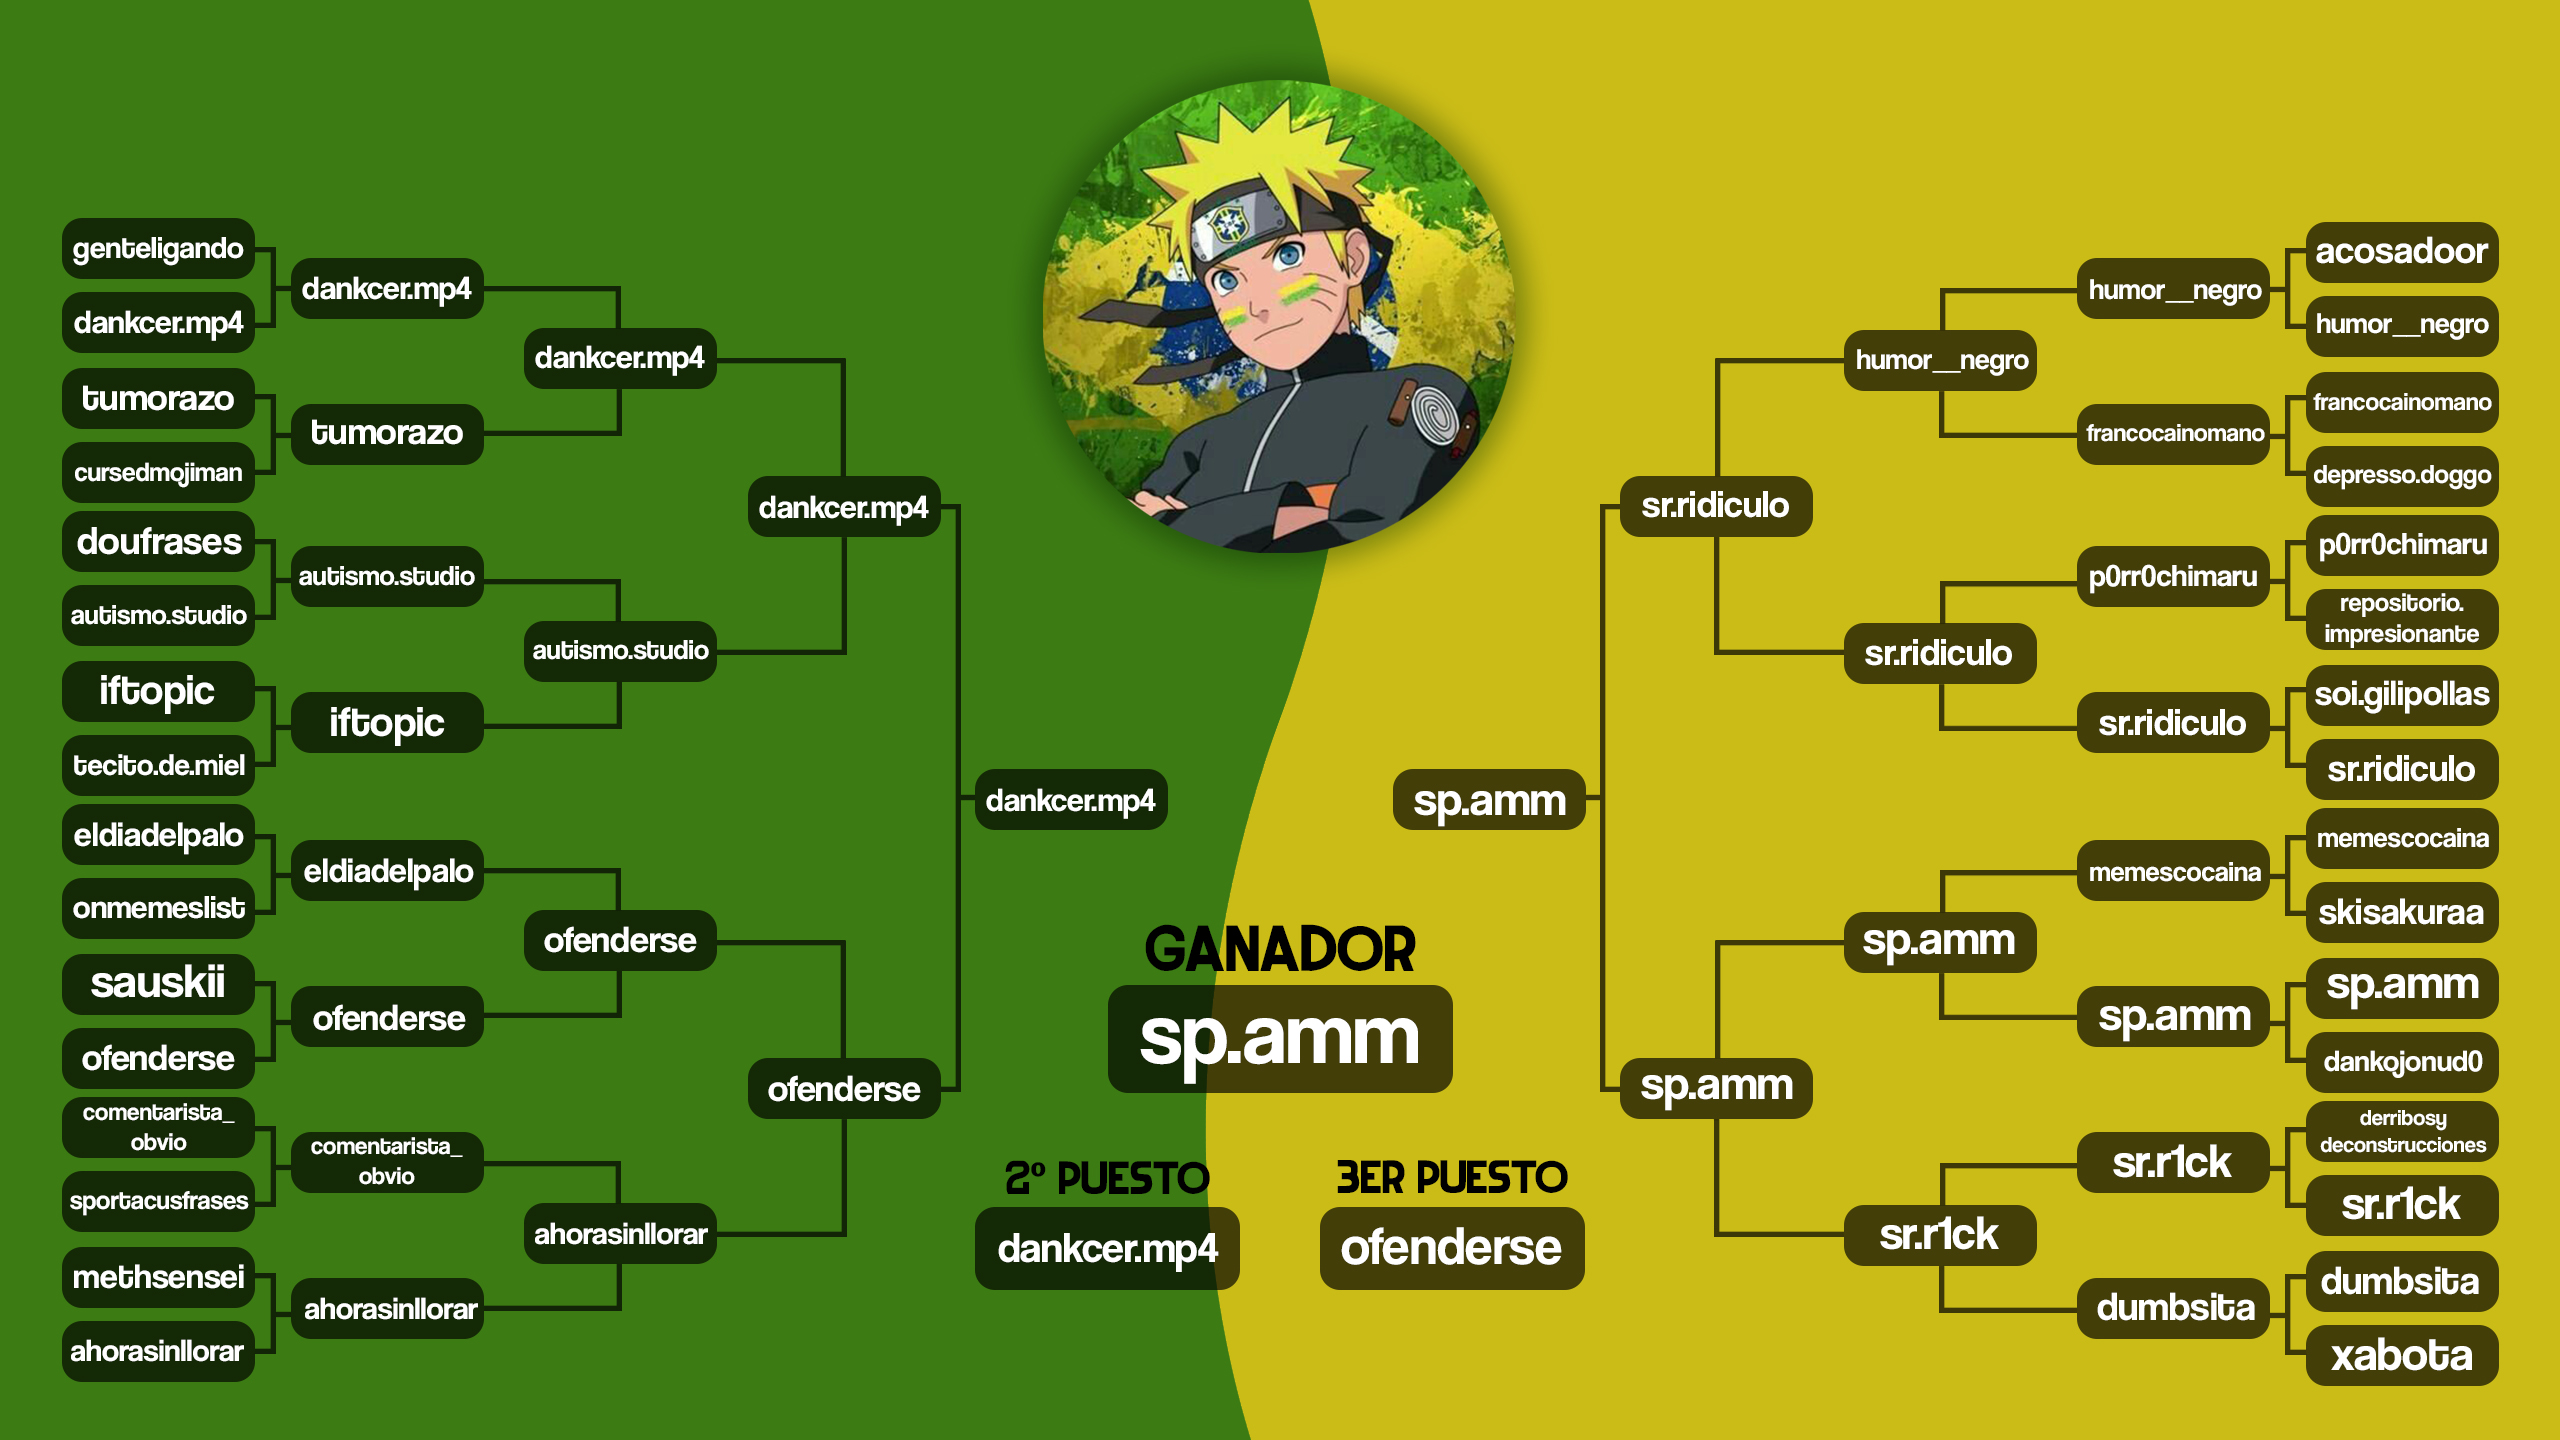 genteligando
dankcer.mp4
tumorazo
cursedmojiman
doufrases
autismo.studio
iftopic
tecito.de.miel
eldiadelpalo
onmemeslist
sauskii
ofenderse
comentarista_
obvio
sportacusfrases
methsensei
ahorasinllorar
dankcer.mp4
tumorazo
autismo.studio
iftopic
eldiadelpalo
ofenderse
comentarista_
obvio
ahorasinllorar
dankcer.mp4
autismo.studio
ofenderse
ahorasinllorar
dankcer.mp4
ofenderse
dankcer.mp4
GANADOR
sp.amm
2º PUESTO
dankcer.mp4
3ER PUESTO
ofenderse
sp.amm
sr.ridiculo
sp.amm
humor__negro
sr.ridiculo
sp.amm
sr.r1ck
humor__negro
francocainomano
p0rr0chimaru
sr.ridiculo
memescocaina
sp.amm
sr.r1ck
dumbsita
acosadoor
humor__negro
francocainomano
depresso.doggo
p0rr0chimaru
repositorio.
impresionante
soi.gilipollas
sr.ridiculo
memescocaina
skisakuraa
sp.amm
dankojonud0
derribosy
deconstrucciones
sr.r1ck
dumbsita
xabota